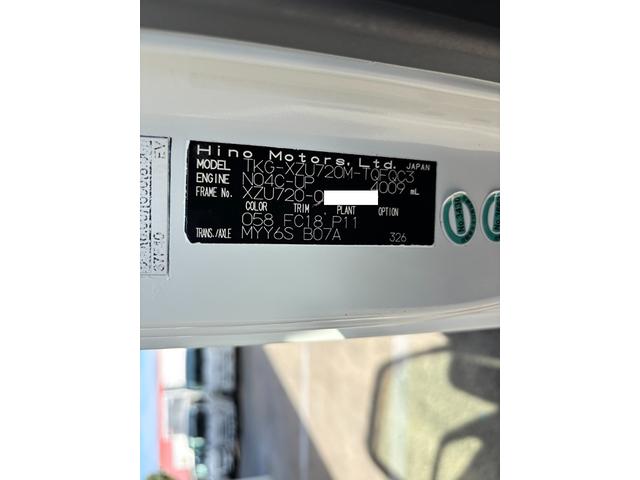 Hino Motors, Ltd. JAPAN
MODEL TKG-XZU720M-TQFQC3
ENGINE N04C-UP 4009 mL
FRAME No. XZU720-0
COLOR TRIM PLANT OPTION
058 FC18 P11
TRANS./AXLE MYY6S B07A 326